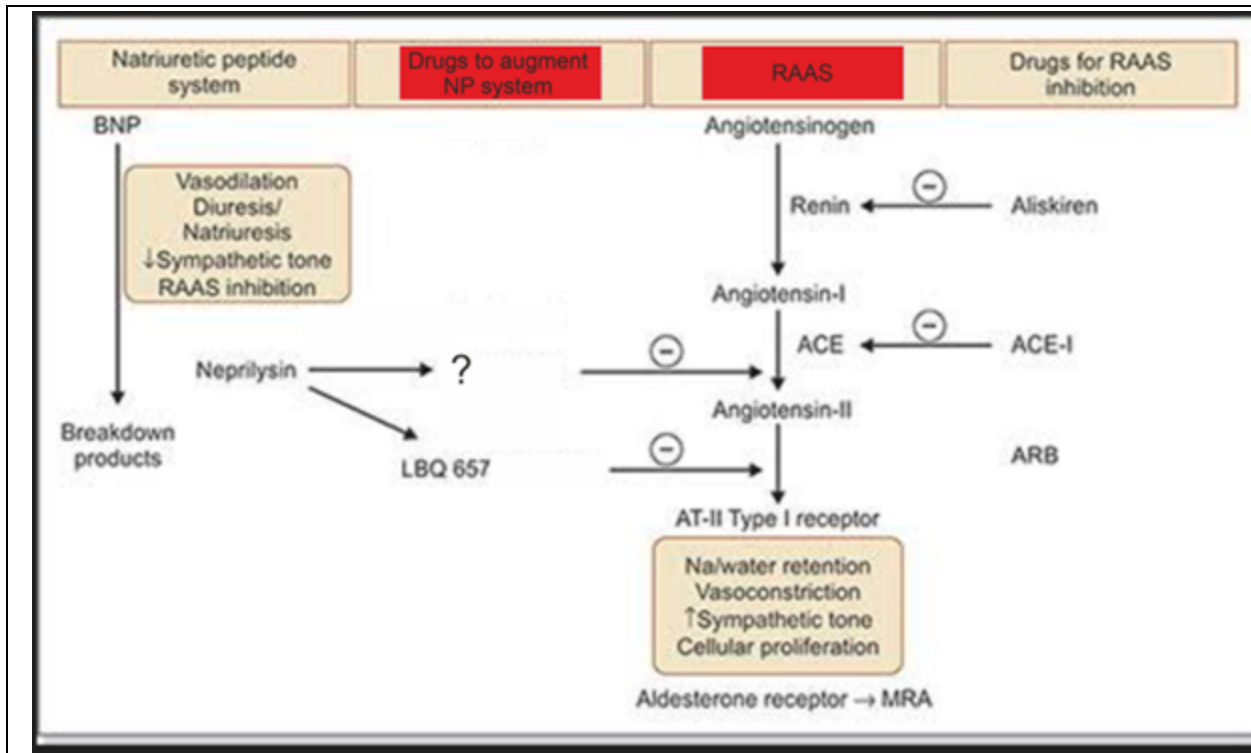 Natriuretic peptide
system
Drugs to augment
NP system
RAAS
Drugs for RAAS
inhibition
BNP
Angiotensinogen
Vasodilation
Diuresis/
Natriuresis
↓Sympathetic tone
RAAS inhibition
Renin
−
Aliskiren
Angiotensin-I
ACE
−
ACE-I
Neprilysin
?
−
Angiotensin-II
Breakdown
products
LBQ 657
−
ARB
AT-II Type I receptor
Na/water retention
Vasoconstriction
↑Sympathetic tone
Cellular proliferation
Aldesterone receptor → MRA